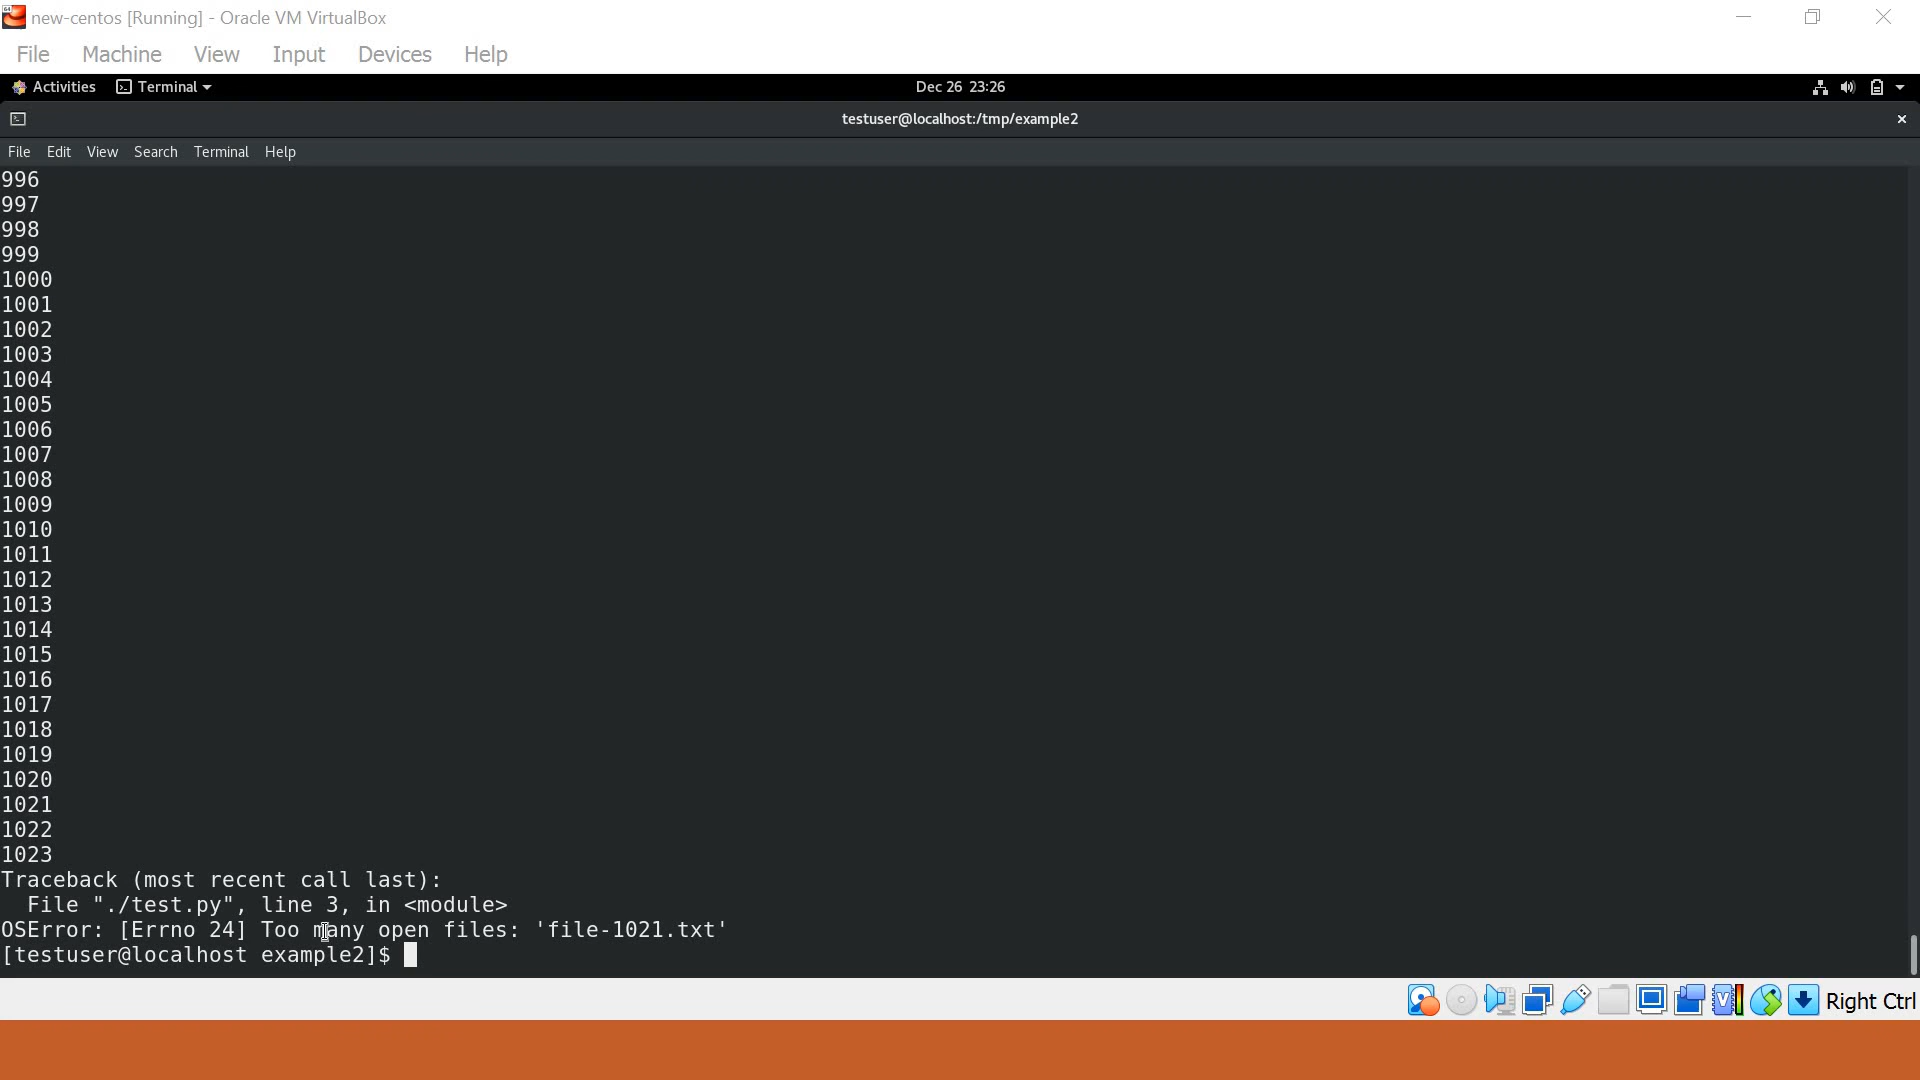 new-centos [Running] - Oracle VM VirtualBox
File Machine View Input Devices Help
Activities Terminal Dec 26 23:26
testuser@localhost:/tmp/example2
File Edit View Search Terminal Help
996
997
998
999
1000
1001
1002
1003
1004
1005
1006
1007
1008
1009
1010
1011
1012
1013
1014
1015
1016
1017
1018
1019
1020
1021
1022
1023
Traceback (most recent call last):
  File "./test.py", line 3, in <module>
OSError: [Errno 24] Too many open files: 'file-1021.txt'
[testuser@localhost example2]$
Right Ctrl